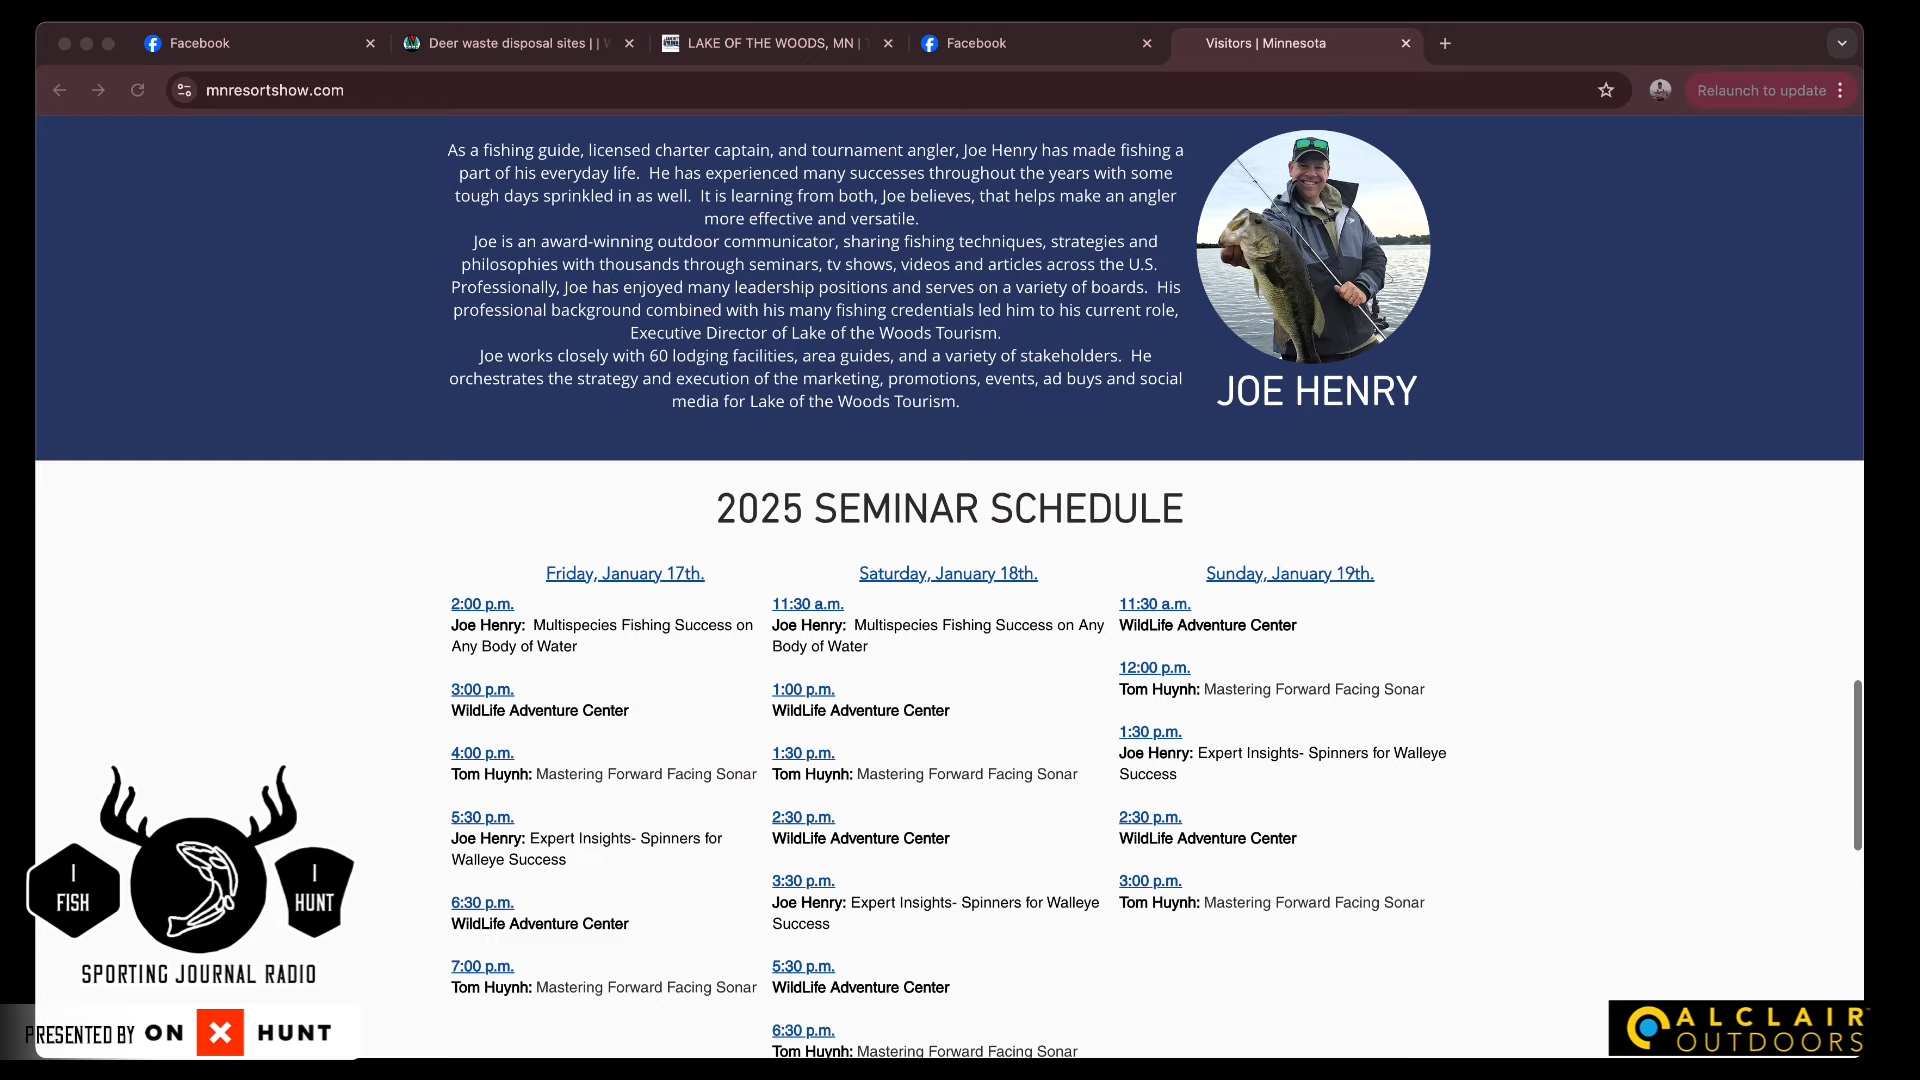 Facebook
Deer waste disposal sites | |
LAKE OF THE WOODS, MN |
Facebook
Visitors | Minnesota
mnresortshow.com
Relaunch to update
As a fishing guide, licensed charter captain, and tournament angler, Joe Henry has made fishing a
part of his everyday life.  He has experienced many successes throughout the years with some
tough days sprinkled in as well.  It is learning from both, Joe believes, that helps make an angler
more effective and versatile.
Joe is an award-winning outdoor communicator, sharing fishing techniques, strategies and
philosophies with thousands through seminars, tv shows, videos and articles across the U.S.
Professionally, Joe has enjoyed many leadership positions and serves on a variety of boards.  His
professional background combined with his many fishing credentials led him to his current role,
Executive Director of Lake of the Woods Tourism.
Joe works closely with 60 lodging facilities, area guides, and a variety of stakeholders.  He
orchestrates the strategy and execution of the marketing, promotions, events, ad buys and social
media for Lake of the Woods Tourism.
JOE HENRY
2025 SEMINAR SCHEDULE
Friday, January 17th.
2:00 p.m.
Joe Henry:  Multispecies Fishing Success on
Any Body of Water
3:00 p.m.
WildLife Adventure Center
4:00 p.m.
Tom Huynh: Mastering Forward Facing Sonar
5:30 p.m.
Joe Henry: Expert Insights- Spinners for
Walleye Success
6:30 p.m.
WildLife Adventure Center
7:00 p.m.
Tom Huynh: Mastering Forward Facing Sonar
Saturday, January 18th.
11:30 a.m.
Joe Henry:  Multispecies Fishing Success on Any
Body of Water
1:00 p.m.
WildLife Adventure Center
1:30 p.m.
Tom Huynh: Mastering Forward Facing Sonar
2:30 p.m.
WildLife Adventure Center
3:30 p.m.
Joe Henry: Expert Insights- Spinners for Walleye
Success
5:30 p.m.
WildLife Adventure Center
6:30 p.m.
Tom Huynh: Mastering Forward Facing Sonar
Sunday, January 19th.
11:30 a.m.
WildLife Adventure Center
12:00 p.m.
Tom Huynh: Mastering Forward Facing Sonar
1:30 p.m.
Joe Henry: Expert Insights- Spinners for Walleye
Success
2:30 p.m.
WildLife Adventure Center
3:00 p.m.
Tom Huynh: Mastering Forward Facing Sonar
I
FISH
I
HUNT
SPORTING JOURNAL RADIO
PRESENTED BY ON X HUNT
ALCLAIR
OUTDOORS